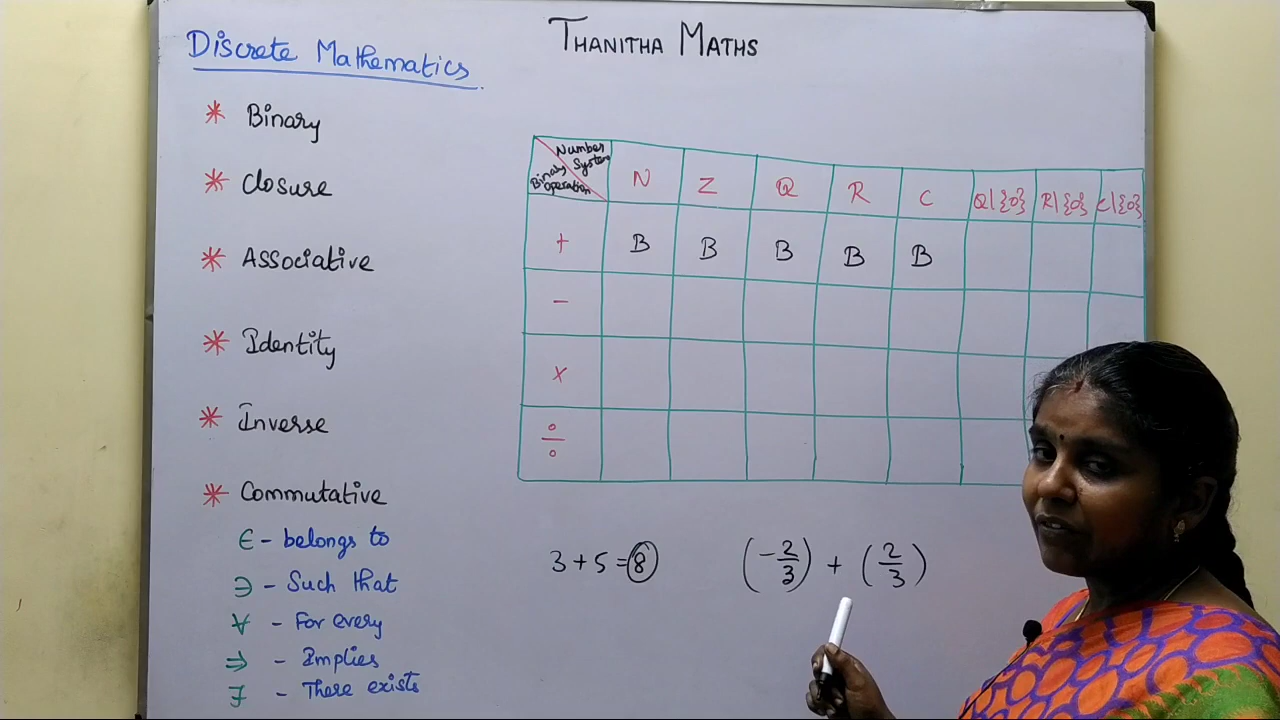 THANITHA MATHS
Discrete Mathematics
* Binary
* Closure
* Associative
* Identity
* Inverse
* Commutative
∈ - belongs to
∋ - Such that
∀ - For every
⇒ - Implies
∃ - There exists
Number System
Binary operation
N Z Q R C Q\{0} R\{0} C\{0}
+ B B B B B
-
×
÷
3 + 5 = 8
(-2/3) + (2/3)